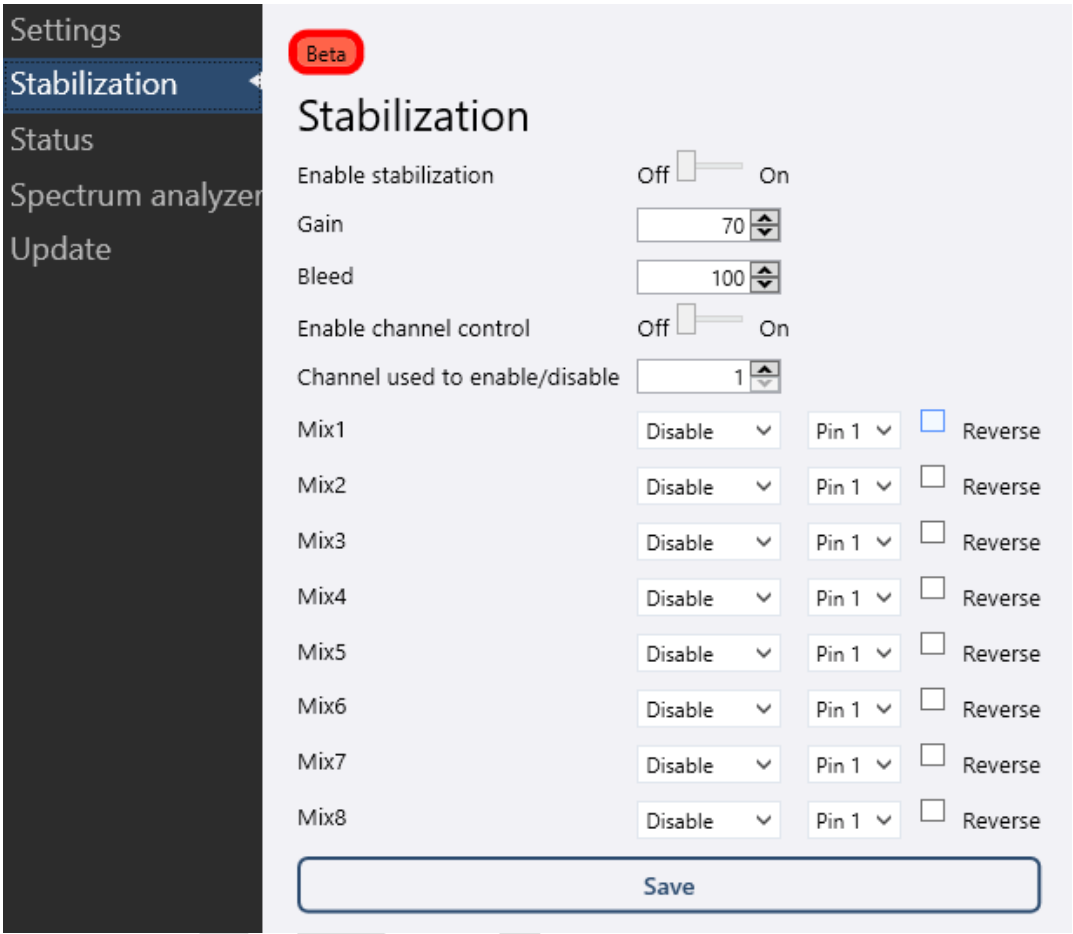 Settings
Stabilization
Status
Spectrum analyzer
Update
Beta
Stabilization
Enable stabilization Off On
Gain 70
Bleed 100
Enable channel control Off On
Channel used to enable/disable 1
Mix1 Disable Pin 1 Reverse
Mix2 Disable Pin 1 Reverse
Mix3 Disable Pin 1 Reverse
Mix4 Disable Pin 1 Reverse
Mix5 Disable Pin 1 Reverse
Mix6 Disable Pin 1 Reverse
Mix7 Disable Pin 1 Reverse
Mix8 Disable Pin 1 Reverse
Save